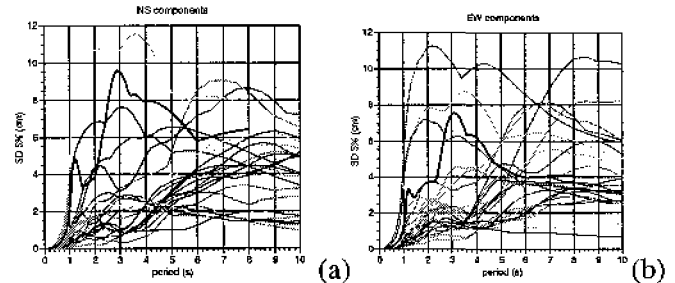 NS components
12
10
8
6
4
2
0
SD 5% (cm)
0 1 2 3 4 5 6 7 8 9 10
period (s)
(a)
EW components
12
10
8
6
4
2
0
SD 5% (cm)
0 1 2 3 4 5 6 7 8 9 10
period (s)
(b)